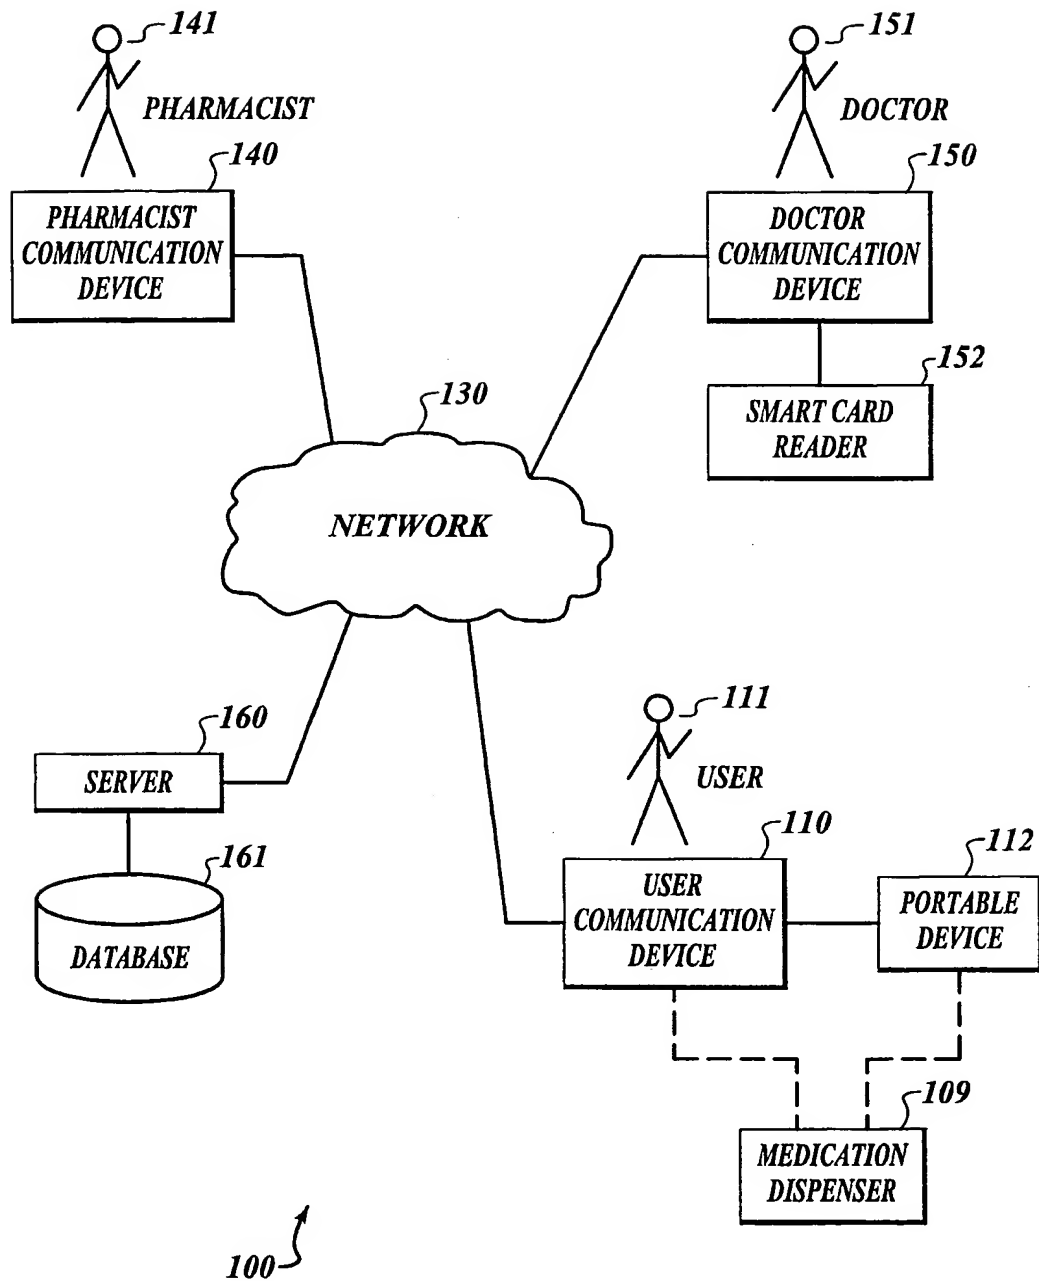 141
151
PHARMACIST
DOCTOR
140
150
PHARMACIST
COMMUNICATION
DEVICE
DOCTOR
COMMUNICATION
DEVICE
152
SMART CARD
READER
130
NETWORK
111
USER
160
SERVER
110
112
161
USER
COMMUNICATION
DEVICE
PORTABLE
DEVICE
DATABASE
109
MEDICATION
DISPENSER
100